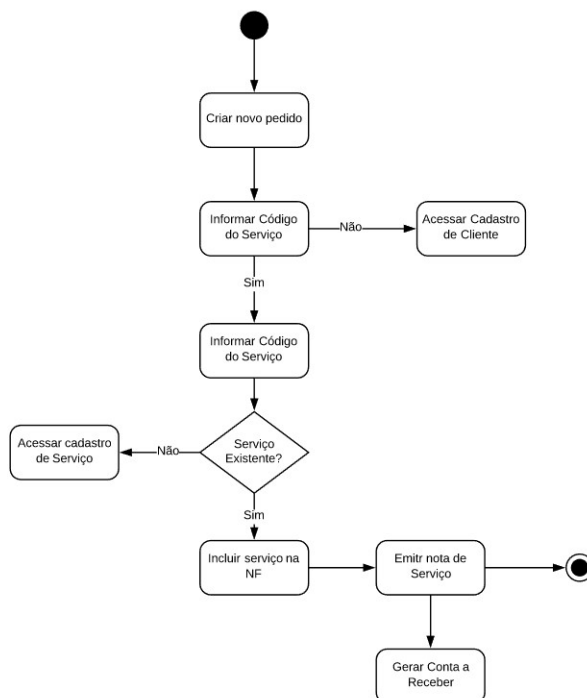 Criar novo pedido
Informar Código
do Serviço
Não
Acessar Cadastro
de Cliente
Sim
Informar Código
do Serviço
Acessar cadastro
de Serviço
Não
Serviço
Existente?
Sim
Incluir serviço na
NF
Emitr nota de
Serviço
Gerar Conta a
Receber